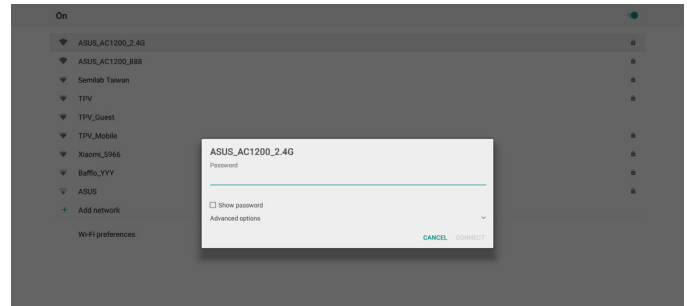 On
ASUS_AC1200_2.4G
ASUS_AC1200_888
Semilab Taiwan
TPV
TPV_Guest
TPV_Mobile
Xiaomi_5966
Baffio_YYY
ASUS
+ Add network
Wi-Fi preferences
ASUS_AC1200_2.4G
Password
Show password
Advanced options
CANCEL CONNECT